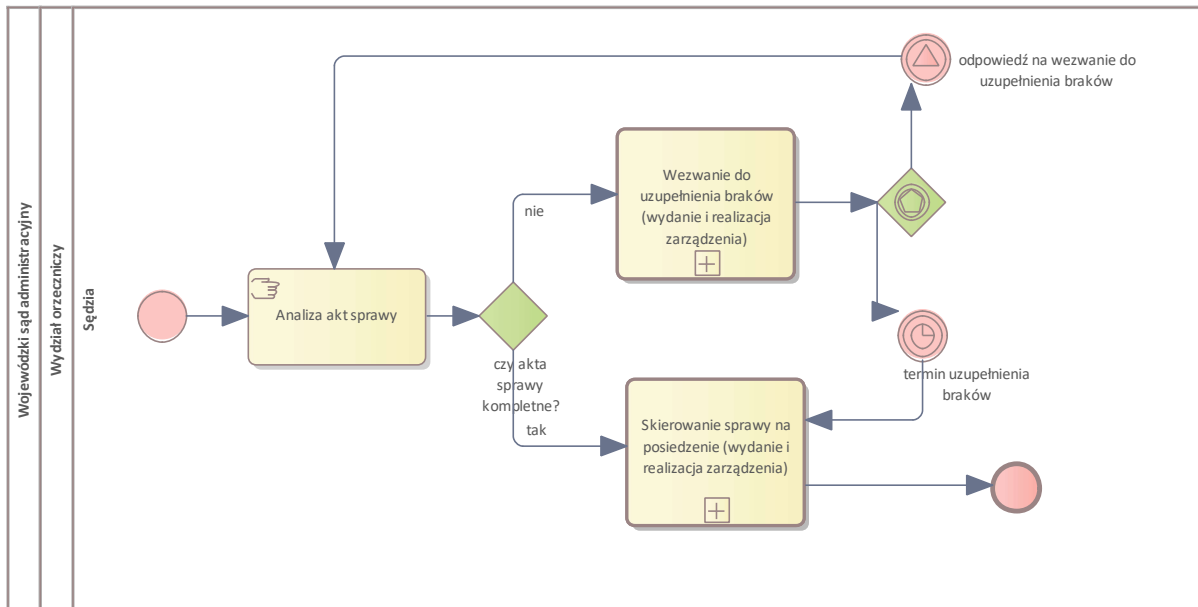 Wojewódzki sąd administracyjny
Wydział orzeczniczy
Sędzia
odpowiedź na wezwanie do
uzupełnienia braków
Wezwanie do
uzupełnienia braków
(wydanie i realizacja
zarządzenia)
nie
Analiza akt sprawy
czy akta
sprawy
kompletne?
tak
termin uzupełnienia
braków
Skierowanie sprawy na
posiedzenie (wydanie i
realizacja zarządzenia)